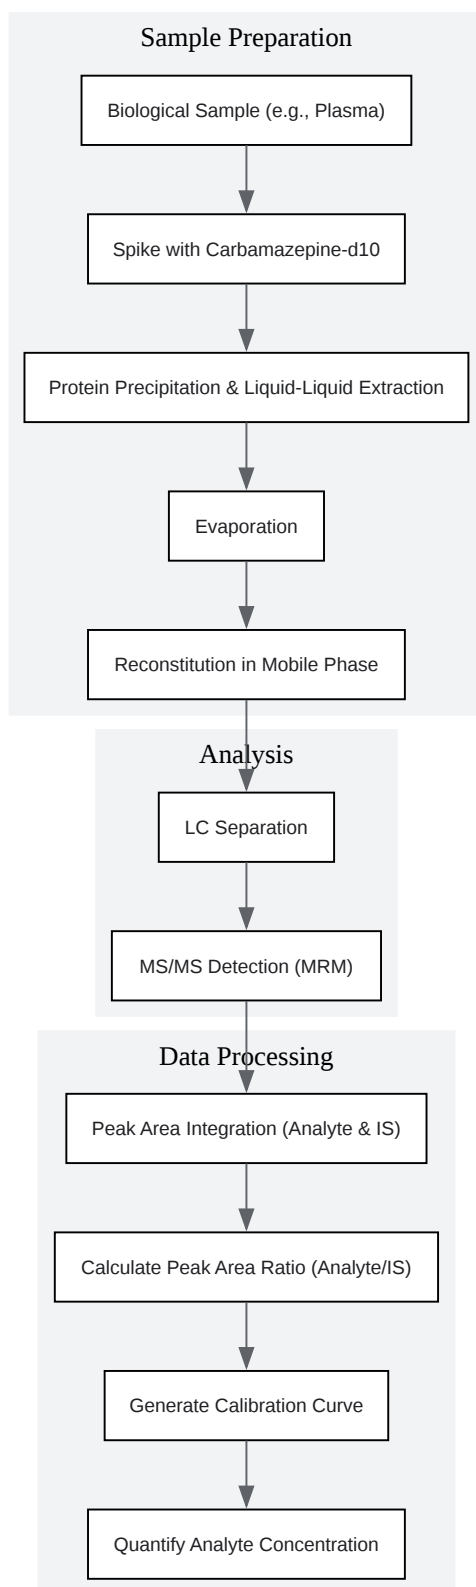 Sample Preparation
Biological Sample (e.g., Plasma)
Spike with Carbamazepine-d10
Protein Precipitation & Liquid-Liquid Extraction
Evaporation
Reconstitution in Mobile Phase
Analysis
LC Separation
MS/MS Detection (MRM)
Data Processing
Peak Area Integration (Analyte & IS)
Calculate Peak Area Ratio (Analyte/IS)
Generate Calibration Curve
Quantify Analyte Concentration